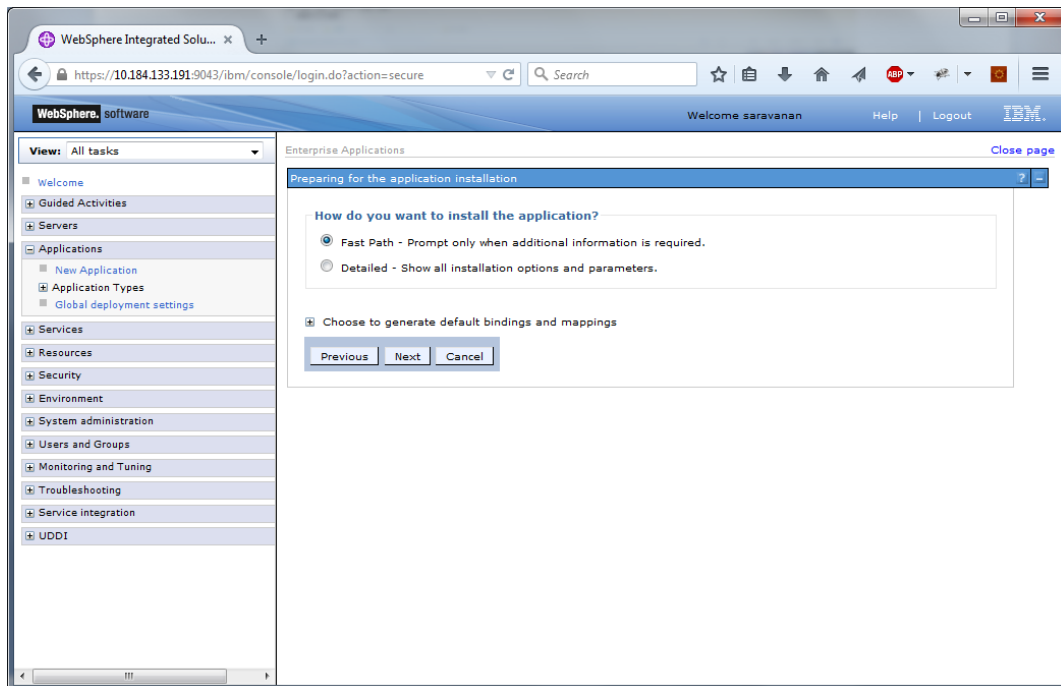 WebSphere Integrated Solu... ×
https://10.184.133.191:9043/ibm/console/login.do?action=secure
Search
ABP
WebSphere. software
Welcome saravanan
Help | Logout
IBM.
View: All tasks
Welcome
Guided Activities
Servers
Applications
New Application
Application Types
Global deployment settings
Services
Resources
Security
Environment
System administration
Users and Groups
Monitoring and Tuning
Troubleshooting
Service integration
UDDI
Enterprise Applications
Close page
Preparing for the application installation
? –
How do you want to install the application?
Fast Path - Prompt only when additional information is required.
Detailed - Show all installation options and parameters.
Choose to generate default bindings and mappings
Previous Next Cancel